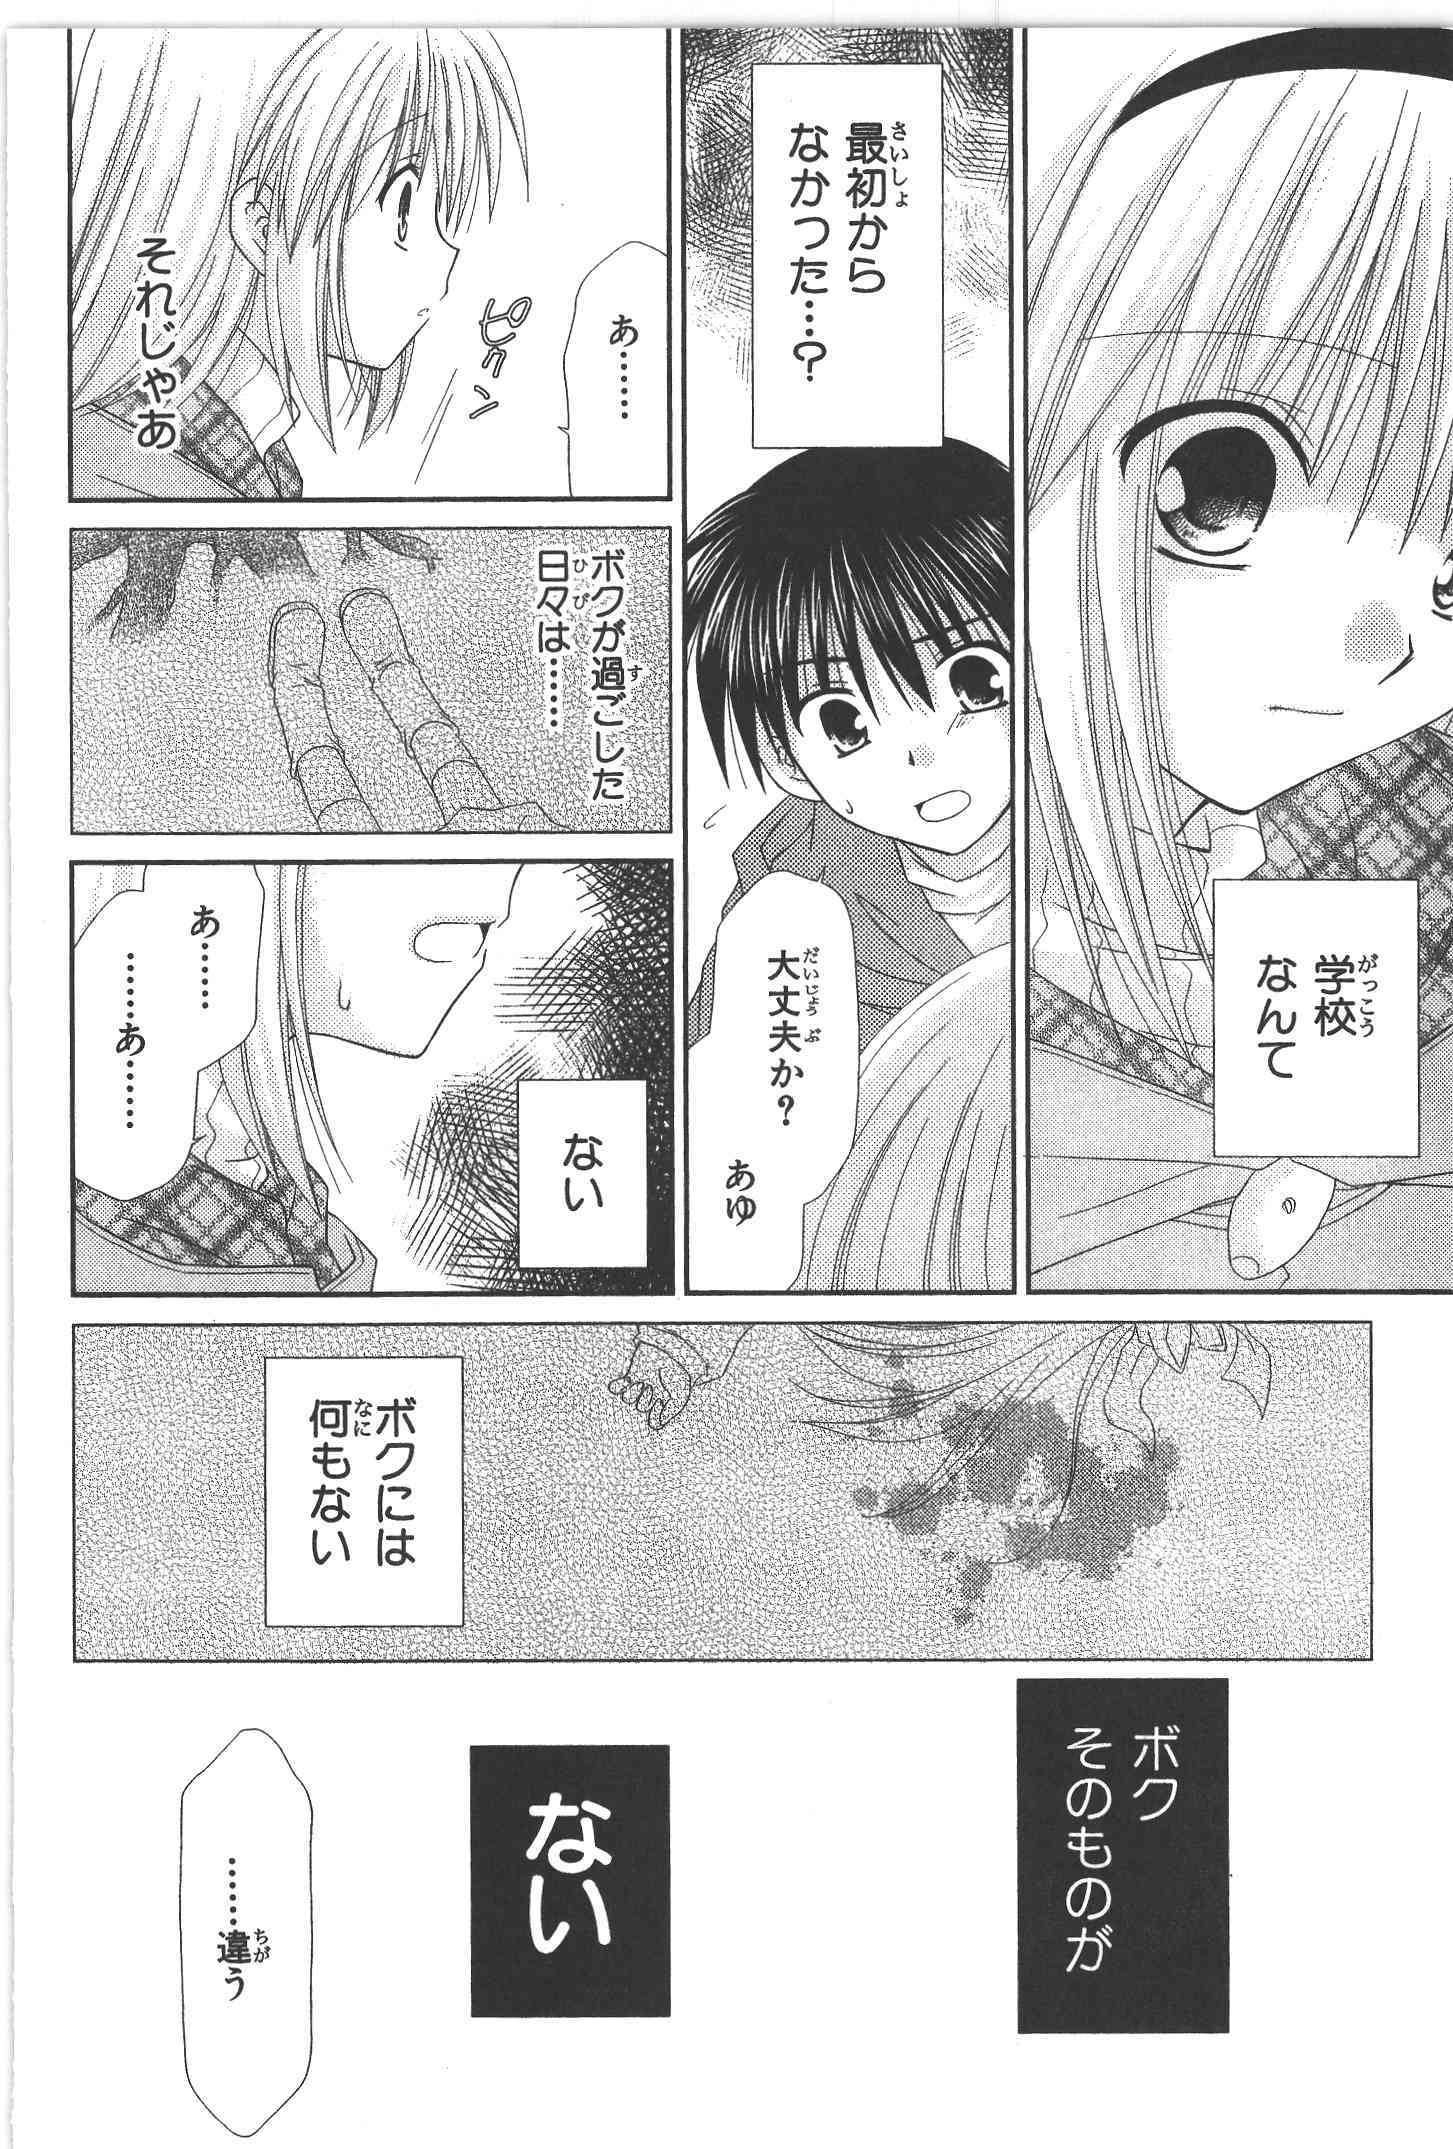 学校
なんて
最初から
なかった…?
大丈夫か?
あゆ
あ……
ピクン
それじゃあ
ボクが過ごした
日々は……
ない
あ……
……あ……
ボクには
何もない
ボク
そのものが
ない
……違う